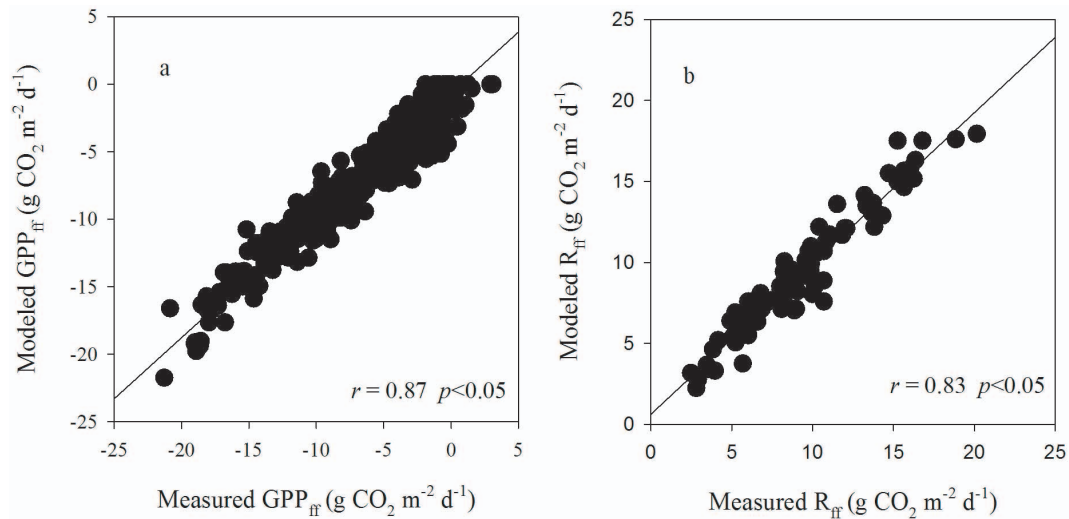 5
0
-5
-10
-15
-20
-25
-25 -20 -15 -10 -5 0 5
a
r = 0.87 p<0.05
Modeled GPPff (g CO2 m-2 d-1)
Measured GPPff (g CO2 m-2 d-1)
25
20
15
10
5
0
0 5 10 15 20 25
b
r = 0.83 p<0.05
Modeled Rff (g CO2 m-2 d-1)
Measured Rff (g CO2 m-2 d-1)